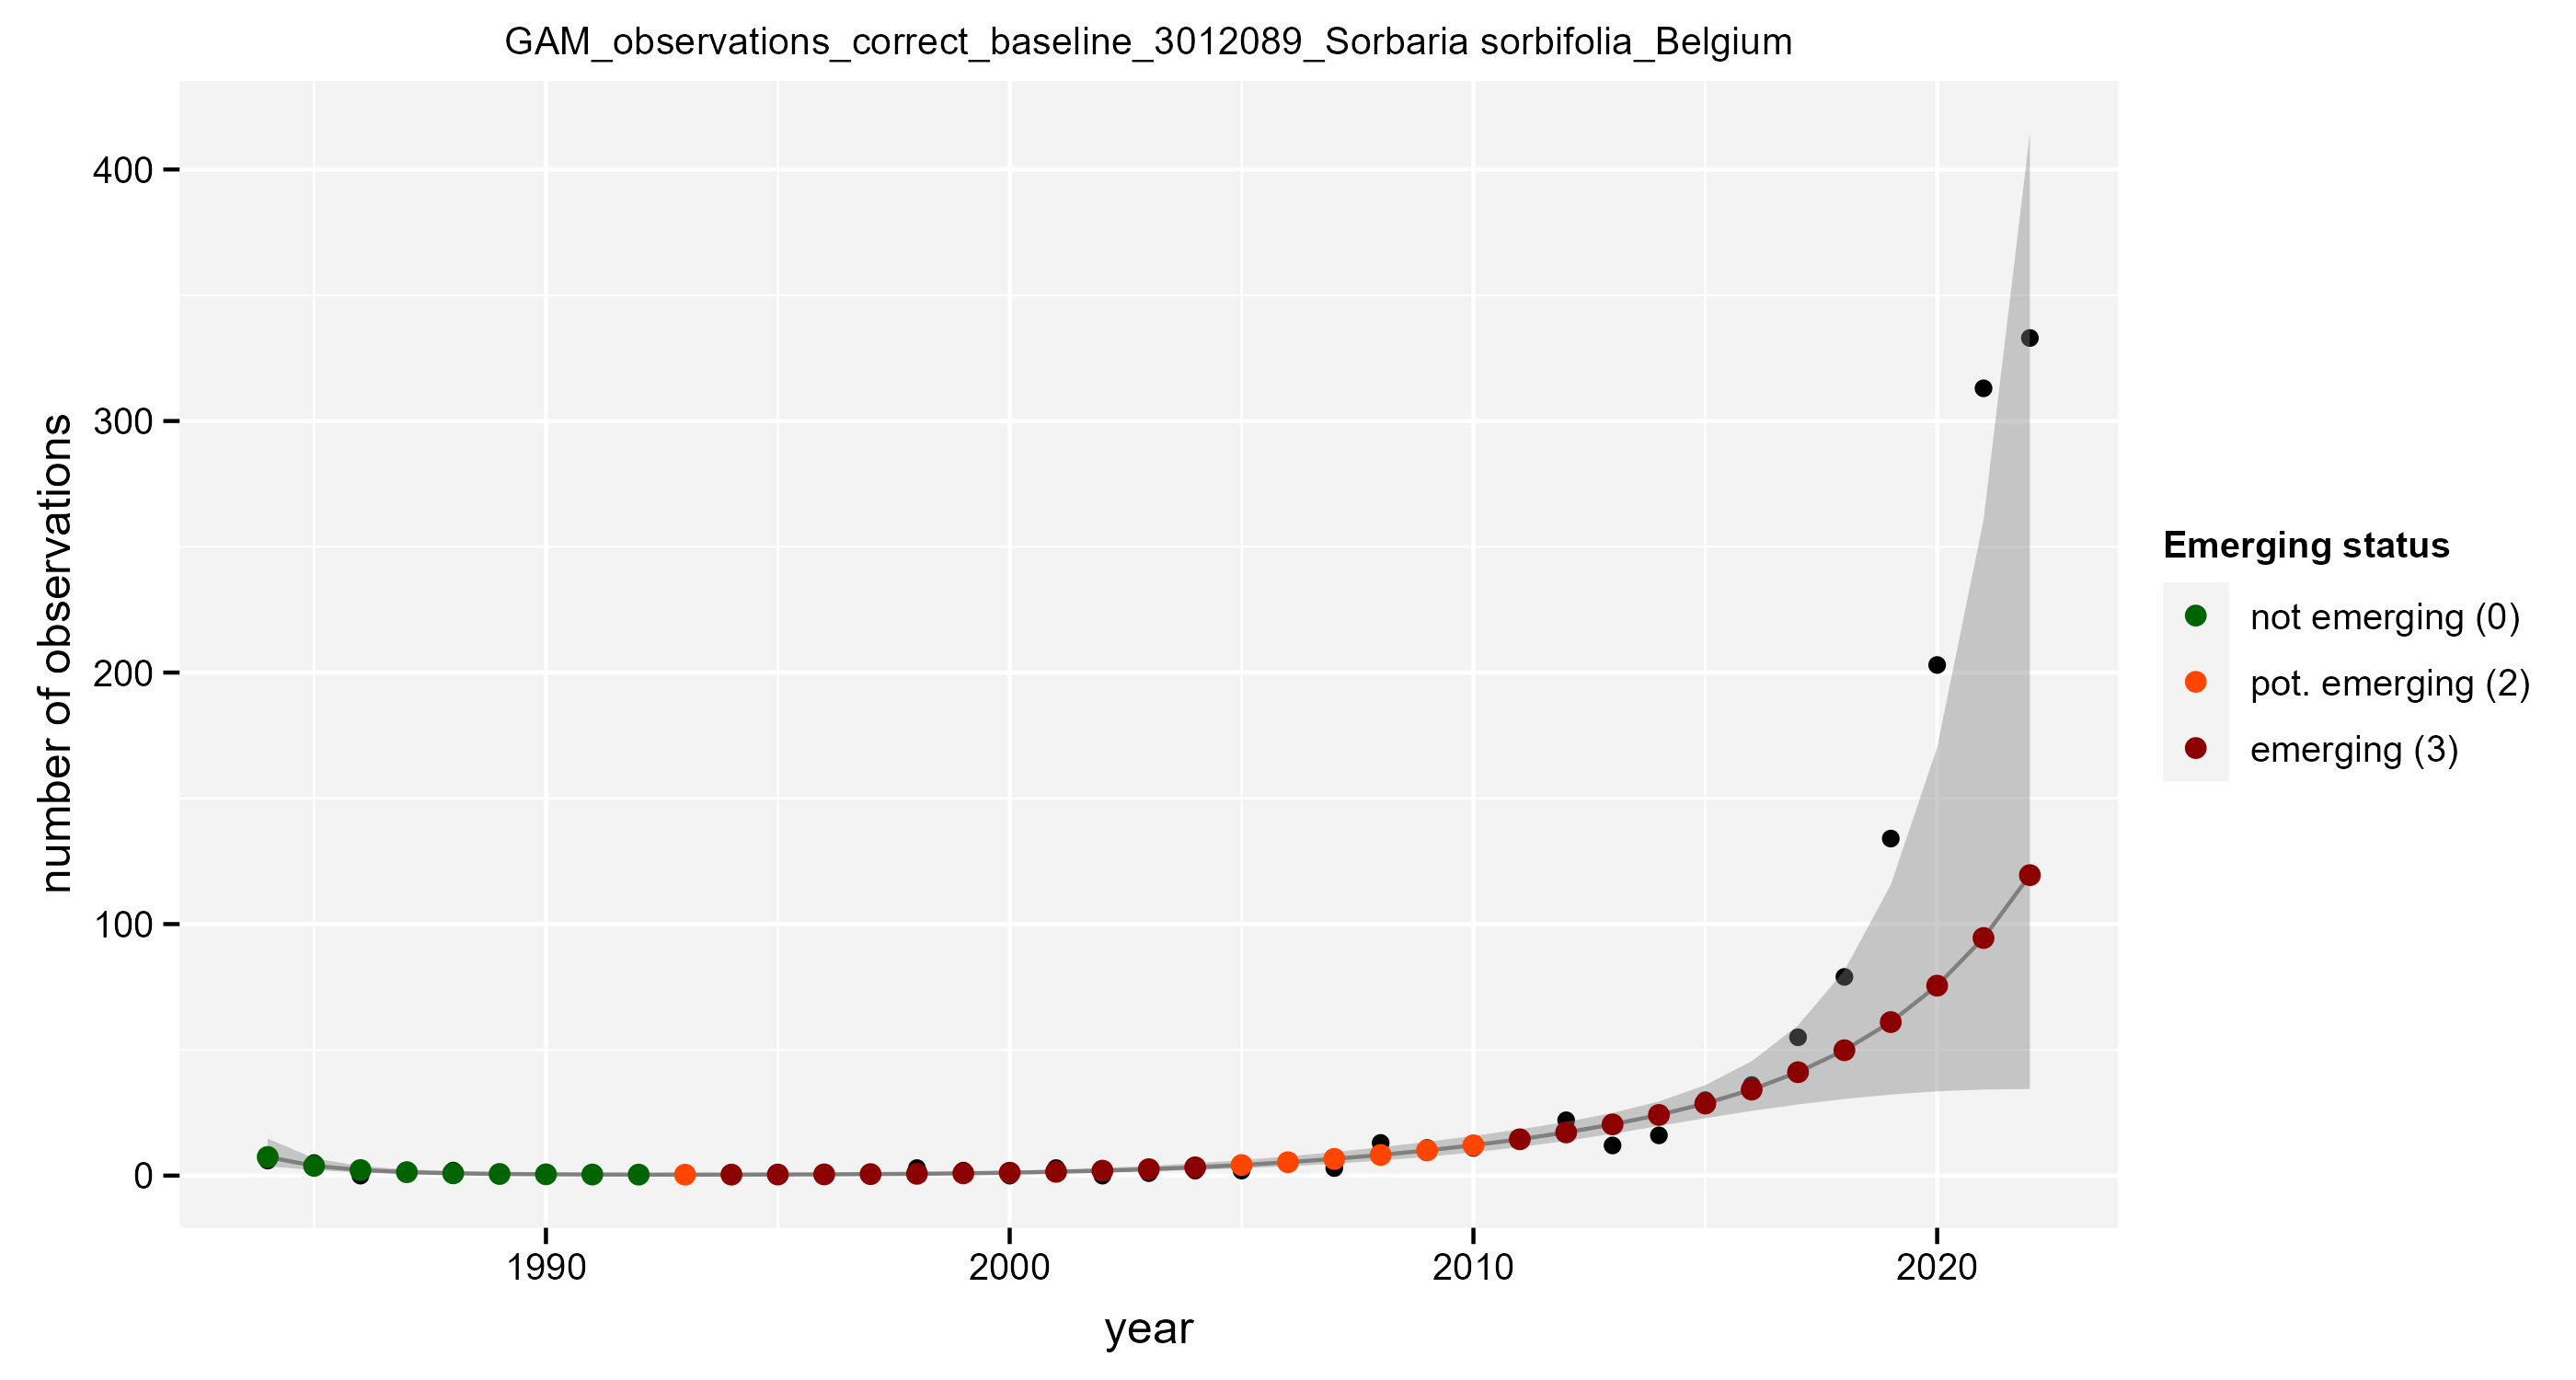 GAM_observations_correct_baseline_3012089_Sorbaria sorbifolia_Belgium
number of observations
400
300
200
100
0
1990
2000
2010
2020
year
Emerging status
not emerging (0)
pot. emerging (2)
emerging (3)